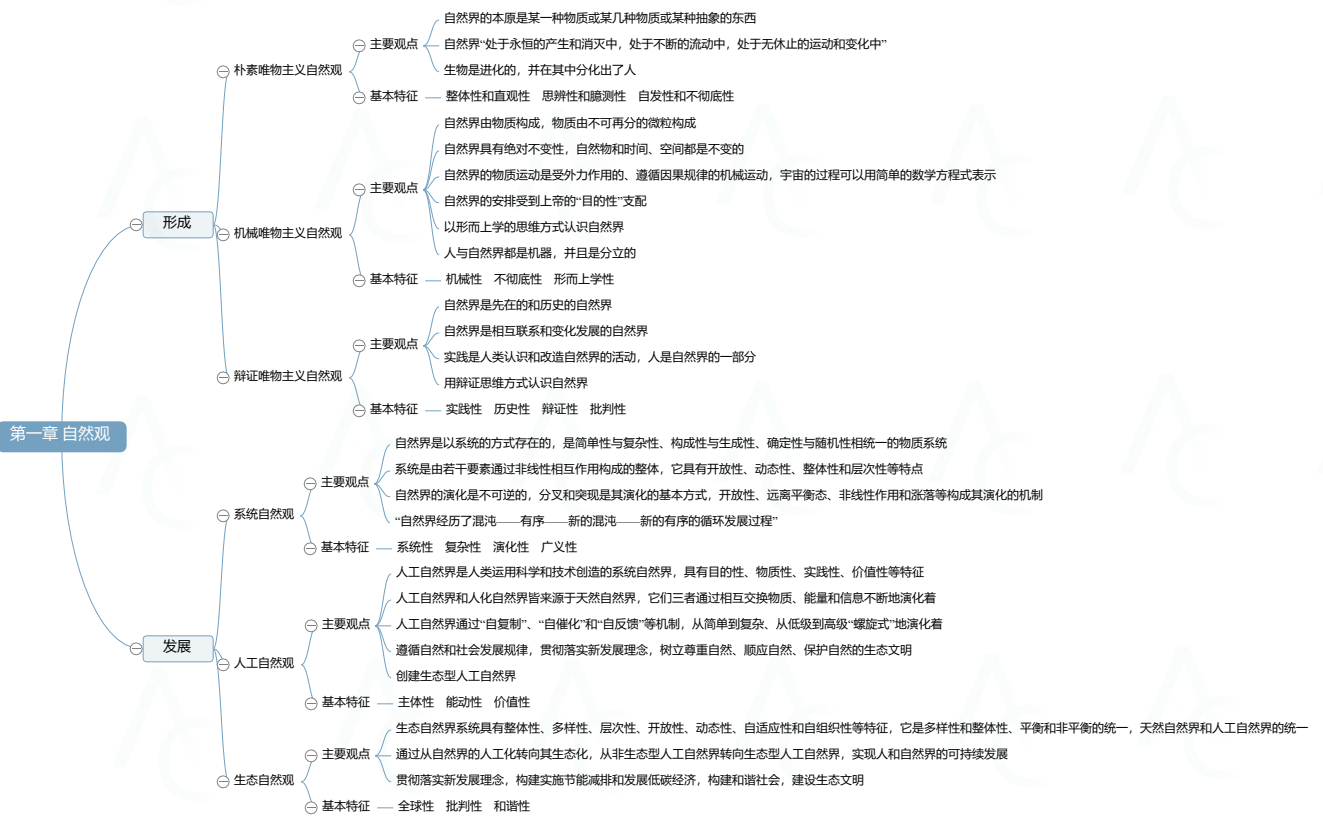 第一章 自然观
形成
朴素唯物主义自然观
主要观点
自然界的本原是某一种物质或某几种物质或某种抽象的东西
自然界“处于永恒的产生和消灭中，处于不断的流动中，处于无休止的运动和变化中”
生物是进化的，并在其中分化出了人
基本特征
整体性和直观性 思辨性和臆测性 自发性和不彻底性
机械唯物主义自然观
主要观点
自然界由物质构成，物质由不可再分的微粒构成
自然界具有绝对不变性，自然物和时间、空间都是不变的
自然界的物质运动是受外力作用的、遵循因果规律的机械运动，宇宙的过程可以用简单的数学方程式表示
自然界的安排受到上帝的“目的性”支配
以形而上学的思维方式认识自然界
人与自然界都是机器，并且是分立的
基本特征
机械性 不彻底性 形而上学性
辩证唯物主义自然观
主要观点
自然界是先在的和历史的自然界
自然界是相互联系和变化发展的自然界
实践是人类认识和改造自然界的活动，人是自然界的一部分
用辩证思维方式认识自然界
基本特征
实践性 历史性 辩证性 批判性
发展
系统自然观
主要观点
自然界是以系统的方式存在的，是简单性与复杂性、构成性与生成性、确定性与随机性相统一的物质系统
系统是由若干要素通过非线性相互作用构成的整体，它具有开放性、动态性、整体性和层次性等特点
自然界的演化是不可逆的，分叉和突现是其演化的基本方式，开放性、远离平衡态、非线性作用和涨落等构成其演化的机制
“自然界经历了混沌——有序——新的混沌——新的有序的循环发展过程”
基本特征
系统性 复杂性 演化性 广义性
人工自然观
主要观点
人工自然界是人类运用科学和技术创造的系统自然界，具有目的性、物质性、实践性、价值性等特征
人工自然界和人化自然界皆来源于天然自然界，它们三者通过相互交换物质、能量和信息不断地演化着
人工自然界通过“自复制”、“自催化”和“自反馈”等机制，从简单到复杂、从低级到高级“螺旋式”地演化着
遵循自然和社会发展规律，贯彻落实新发展理念，树立尊重自然、顺应自然、保护自然的生态文明
创建生态型人工自然界
基本特征
主体性 能动性 价值性
生态自然观
主要观点
生态自然界系统具有整体性、多样性、层次性、开放性、动态性、自适应性和自组织性等特征，它是多样性和整体性、平衡和非平衡的统一，天然自然界和人工自然界的统一
通过从自然界的人工化转向其生态化，从非生态型人工自然界转向生态型人工自然界，实现人和自然界的可持续发展
贯彻落实新发展理念，构建实施节能减排和发展低碳经济，构建和谐社会，建设生态文明
基本特征
全球性 批判性 和谐性